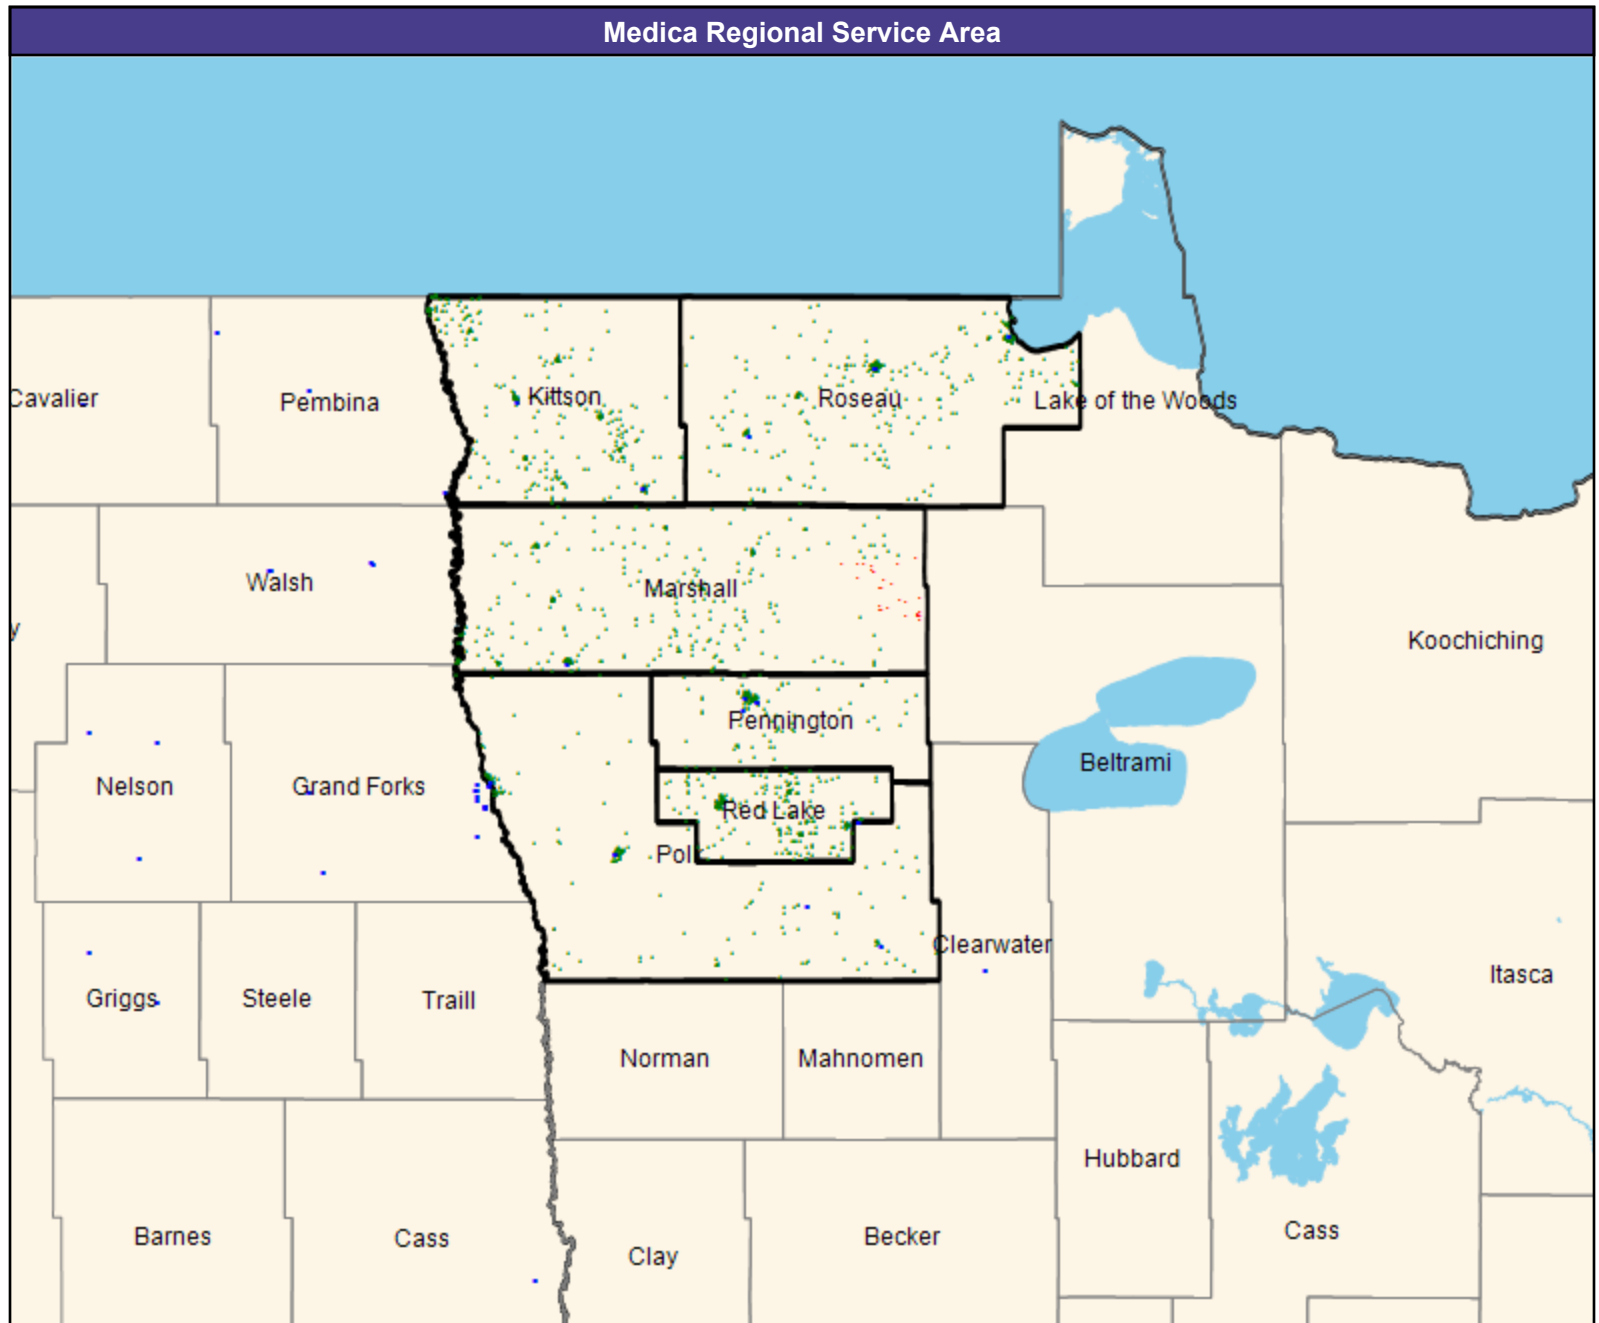 Medica Regional Service Area
Cavalier
Pembina
Kittson
Roseau
Lake of the Woods
Walsh
Marshall
y
Koochiching
Pennington
Beltrami
Nelson
Grand Forks
Red Lake
Pol
Clearwater
Itasca
Griggs
Steele
Traill
Norman
Mahnomen
Hubbard
Barnes
Cass
Clay
Becker
Cass